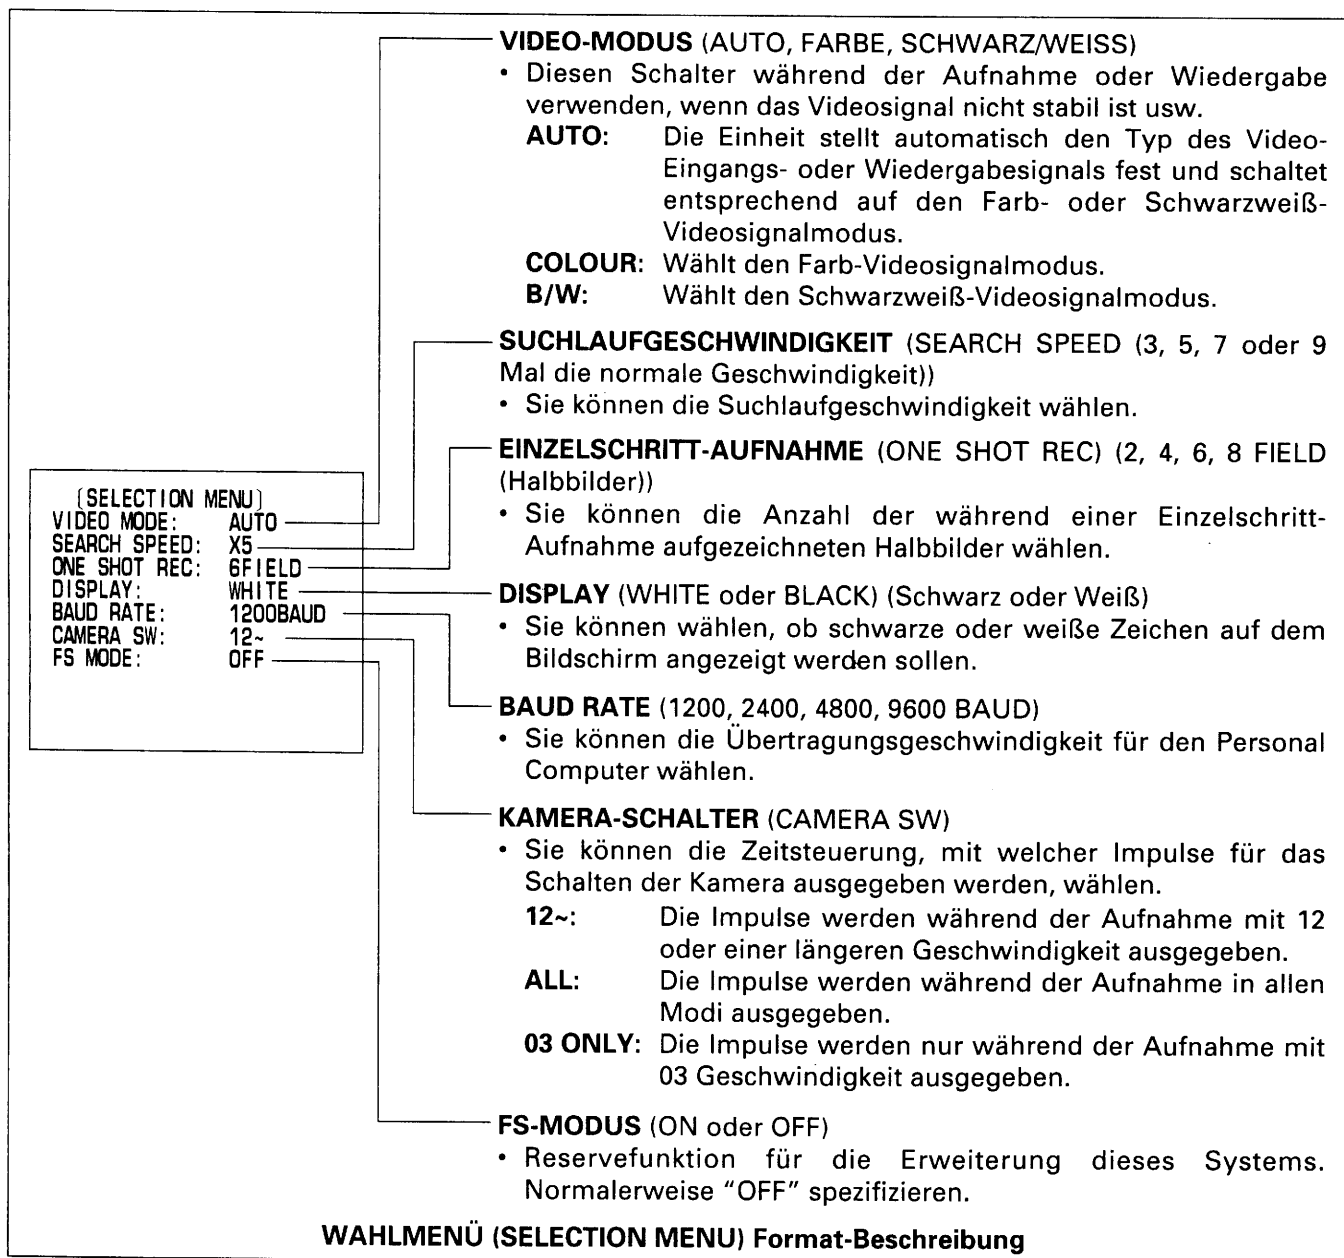 VIDEO-MODUS (AUTO, FARBE, SCHWARZ/WEISS)
• Diesen Schalter während der Aufnahme oder Wiedergabe
verwenden, wenn das Videosignal nicht stabil ist usw.
AUTO: Die Einheit stellt automatisch den Typ des Video-
Eingangs- oder Wiedergabesignals fest und schaltet
entsprechend auf den Farb- oder Schwarzweiß-
Videosignalmodus.
COLOUR: Wählt den Farb-Videosignalmodus.
B/W: Wählt den Schwarzweiß-Videosignalmodus.
SUCHLAUFGESCHWINDIGKEIT (SEARCH SPEED (3, 5, 7 oder 9
Mal die normale Geschwindigkeit))
• Sie können die Suchlaufgeschwindigkeit wählen.
EINZELSCHRITT-AUFNAHME (ONE SHOT REC) (2, 4, 6, 8 FIELD
(Halbbilder))
• Sie können die Anzahl der während einer Einzelschritt-
Aufnahme aufgezeichneten Halbbilder wählen.
DISPLAY (WHITE oder BLACK) (Schwarz oder Weiß)
• Sie können wählen, ob schwarze oder weiße Zeichen auf dem
Bildschirm angezeigt werden sollen.
BAUD RATE (1200, 2400, 4800, 9600 BAUD)
• Sie können die Übertragungsgeschwindigkeit für den Personal
Computer wählen.
KAMERA-SCHALTER (CAMERA SW)
• Sie können die Zeitsteuerung, mit welcher Impulse für das
Schalten der Kamera ausgegeben werden, wählen.
12~: Die Impulse werden während der Aufnahme mit 12
oder einer längeren Geschwindigkeit ausgegeben.
ALL: Die Impulse werden während der Aufnahme in allen
Modi ausgegeben.
03 ONLY: Die Impulse werden nur während der Aufnahme mit
03 Geschwindigkeit ausgegeben.
FS-MODUS (ON oder OFF)
• Reservefunktion für die Erweiterung dieses Systems.
Normalerweise "OFF" spezifizieren.
(SELECTION MENU)
VIDEO MODE: AUTO
SEARCH SPEED: X5
ONE SHOT REC: 6FIELD
DISPLAY: WHITE
BAUD RATE: 1200BAUD
CAMERA SW: 12~
FS MODE: OFF
WAHLMENÜ (SELECTION MENU) Format-Beschreibung